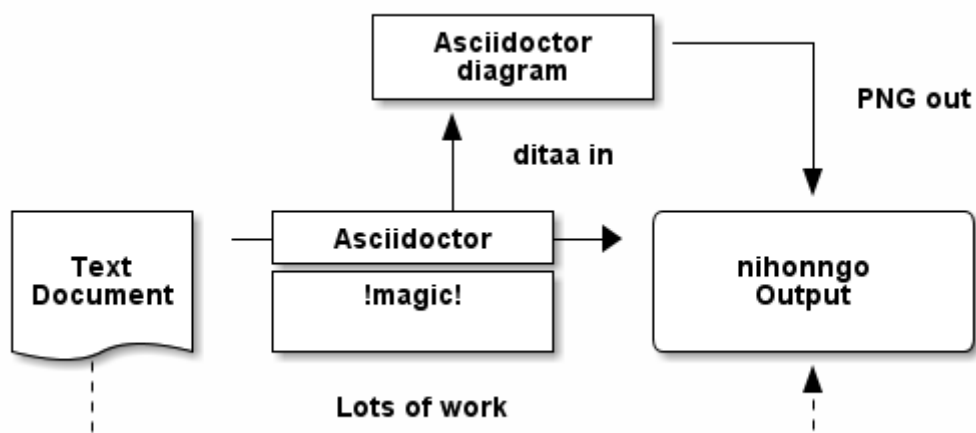 Asciidoctor
diagram
PNG out
ditaa in
Text
Document
Asciidoctor
!magic!
nihonngo
Output
Lots of work